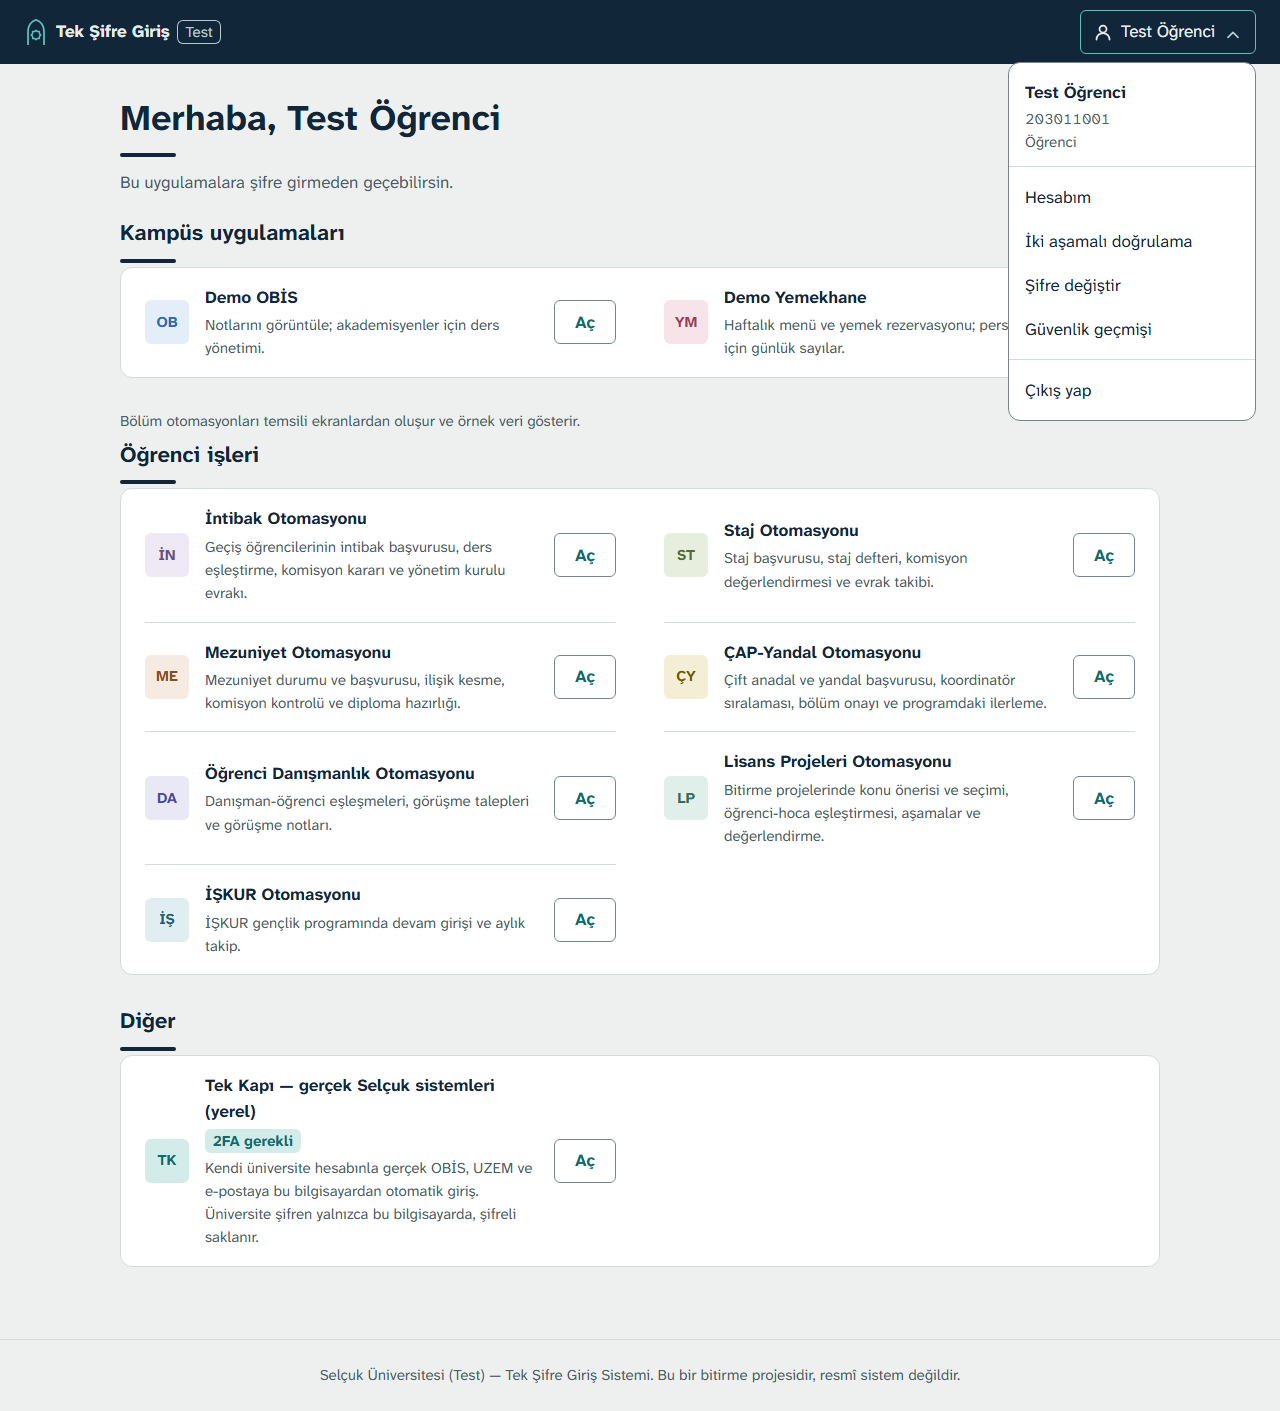 Tek Şifre Giriş Test
Test Öğrenci
Test Öğrenci
203011001
Öğrenci
Hesabım
İki aşamalı doğrulama
Şifre değiştir
Güvenlik geçmişi
Çıkış yap
Merhaba, Test Öğrenci
Bu uygulamalara şifre girmeden geçebilirsin.
Kampüs uygulamaları
OB
Demo OBİS
Notlarını görüntüle; akademisyenler için ders
yönetimi.
Aç
YM
Demo Yemekhane
Haftalık menü ve yemek rezervasyonu; pers
için günlük sayılar.
Bölüm otomasyonları temsili ekranlardan oluşur ve örnek veri gösterir.
Öğrenci işleri
İN
İntibak Otomasyonu
Geçiş öğrencilerinin intibak başvurusu, ders
eşleştirme, komisyon kararı ve yönetim kurulu
evrakı.
Aç
ST
Staj Otomasyonu
Staj başvurusu, staj defteri, komisyon
değerlendirmesi ve evrak takibi.
Aç
ME
Mezuniyet Otomasyonu
Mezuniyet durumu ve başvurusu, ilişik kesme,
komisyon kontrolü ve diploma hazırlığı.
Aç
ÇY
ÇAP-Yandal Otomasyonu
Çift anadal ve yandal başvurusu, koordinatör
sıralaması, bölüm onayı ve programdaki ilerleme.
Aç
DA
Öğrenci Danışmanlık Otomasyonu
Danışman-öğrenci eşleşmeleri, görüşme talepleri
ve görüşme notları.
Aç
LP
Lisans Projeleri Otomasyonu
Bitirme projelerinde konu önerisi ve seçimi,
öğrenci-hoca eşleştirmesi, aşamalar ve
değerlendirme.
Aç
İŞ
İŞKUR Otomasyonu
İŞKUR gençlik programında devam girişi ve aylık
takip.
Aç
Diğer
TK
Tek Kapı — gerçek Selçuk sistemleri
(yerel)
2FA gerekli
Kendi üniversite hesabınla gerçek OBİS, UZEM ve
e-postaya bu bilgisayardan otomatik giriş.
Üniversite şifren yalnızca bu bilgisayarda, şifreli
saklanır.
Aç
Selçuk Üniversitesi (Test) — Tek Şifre Giriş Sistemi. Bu bir bitirme projesidir, resmî sistem değildir.